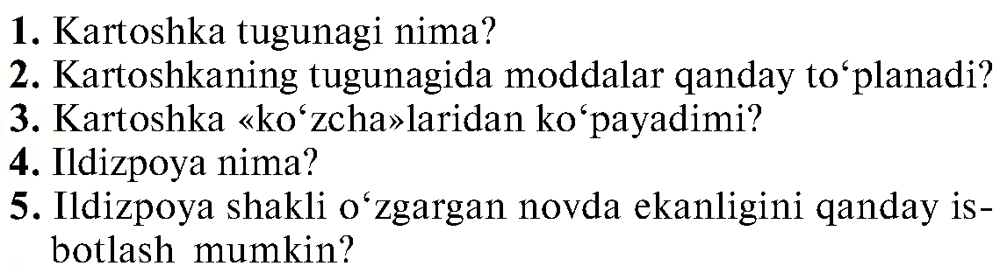 1. Kartoshka tugunagi nima?
2. Kartoshkaning tugunagida moddalar qanday to‘planadi?
3. Kartoshka «ko‘zcha»laridan ko‘payadimi?
4. Ildizpoya nima?
5. Ildizpoya shakli o‘zgargan novda ekanligini qanday is-
botlash mumkin?